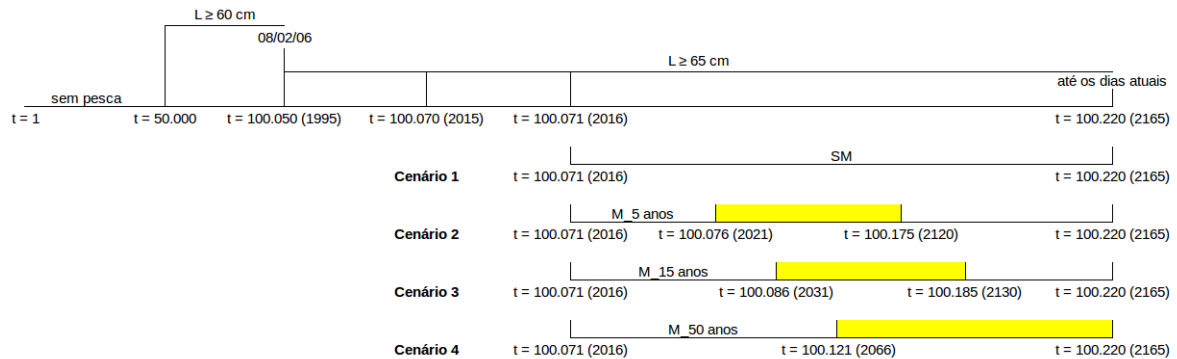 L ≥ 60 cm
08/02/06
L ≥ 65 cm
sem pesca
até os dias atuais
t = 1 t = 50.000 t = 100.050 (1995) t = 100.070 (2015) t = 100.071 (2016) t = 100.220 (2165)
SM
Cenário 1 t = 100.071 (2016) t = 100.220 (2165)
M_5 anos
Cenário 2 t = 100.071 (2016) t = 100.076 (2021) t = 100.175 (2120) t = 100.220 (2165)
M_15 anos
Cenário 3 t = 100.071 (2016) t = 100.086 (2031) t = 100.185 (2130) t = 100.220 (2165)
M_50 anos
Cenário 4 t = 100.071 (2016) t = 100.121 (2066) t = 100.220 (2165)